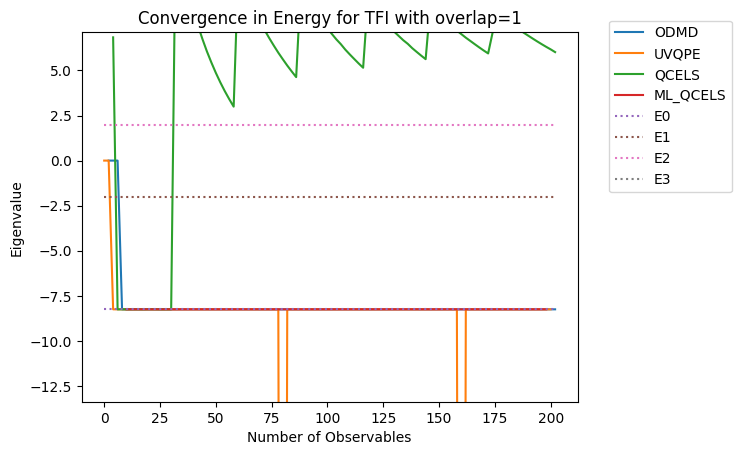 Convergence in Energy for TFI with overlap=1
ODMD
UVQPE
QCELS
ML_QCELS
E0
E1
E2
E3
Eigenvalue
5.0
2.5
0.0
−2.5
−5.0
−7.5
−10.0
−12.5
0 25 50 75 100 125 150 175 200
Number of Observables